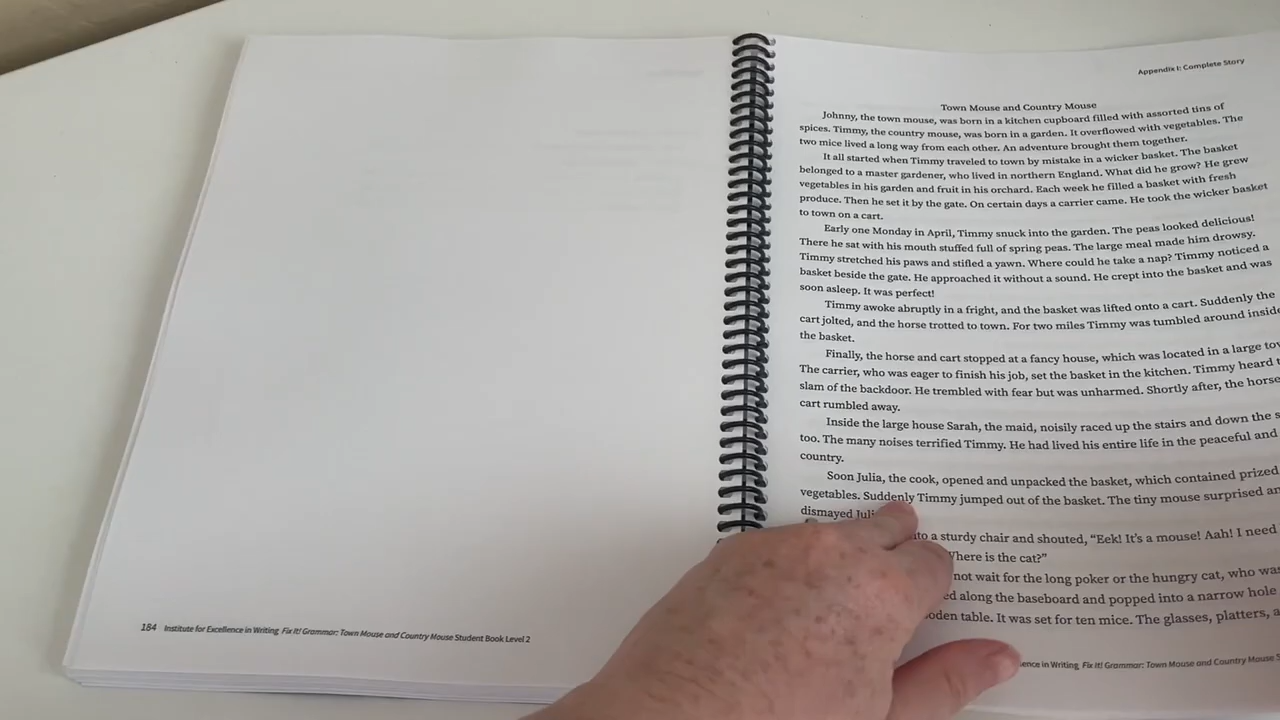 184 Institute for Excellence in Writing Fix It! Grammar: Town Mouse and Country Mouse Student Book Level 2
Appendix I: Complete Story
Town Mouse and Country Mouse
Johnny, the town mouse, was born in a kitchen cupboard filled with assorted tins of
spices. Timmy, the country mouse, was born in a garden. It overflowed with vegetables. The
two mice lived a long way from each other. An adventure brought them together.
It all started when Timmy traveled to town by mistake in a wicker basket. The basket
belonged to a master gardener, who lived in northern England. What did he grow? He grew
vegetables in his garden and fruit in his orchard. Each week he filled a basket with fresh
produce. Then he set it by the gate. On certain days a carrier came. He took the wicker basket
to town on a cart.
Early one Monday in April, Timmy snuck into the garden. The peas looked delicious!
There he sat with his mouth stuffed full of spring peas. The large meal made him drowsy.
Timmy stretched his paws and stifled a yawn. Where could he take a nap? Timmy noticed a
basket beside the gate. He approached it without a sound. He crept into the basket and was
soon asleep. It was perfect!
Timmy awoke abruptly in a fright, and the basket was lifted onto a cart. Suddenly the
cart jolted, and the horse trotted to town. For two miles Timmy was tumbled around inside
the basket.
Finally, the horse and cart stopped at a fancy house, which was located in a large
The carrier, who was eager to finish his job, set the basket in the kitchen. Timmy heard
slam of the backdoor. He trembled with fear but was unharmed. Shortly after, the horse
cart rumbled away.
Inside the large house Sarah, the maid, noisily raced up the stairs and down the
too. The many noises terrified Timmy. He had lived his entire life in the peaceful and
country.
Soon Julia, the cook, opened and unpacked the basket, which contained prized
vegetables. Suddenly Timmy jumped out of the basket. The tiny mouse surprised
dismayed
a sturdy chair and shouted, “Eek! It’s a mouse! Aah! I need
Where is the cat?”
not wait for the long poker or the hungry cat, who
along the baseboard and popped into a narrow hole
table. It was set for ten mice. The glasses, platters,
in Writing Fix It! Grammar: Town Mouse and Country Mouse